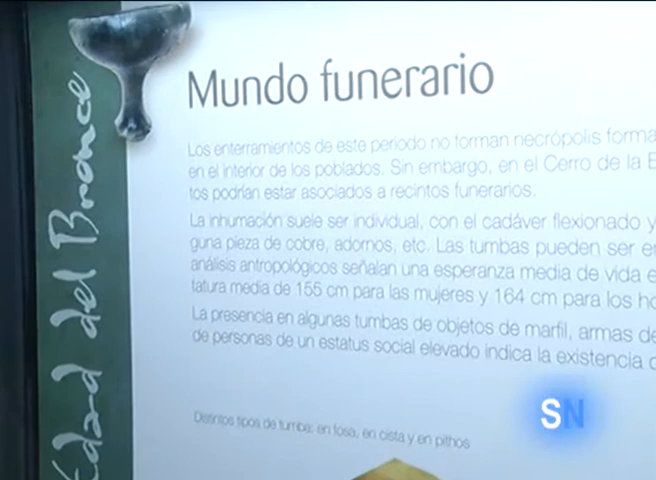 Edad del Bronce
Mundo funerario
Los enterramientos de este periodo no forman necrópolis forma
en el interior de los poblados. Sin embargo, en el Cerro de la E
tos podrían estar asociados a recintos funerarios.
La inhumación suele ser individual, con el cadáver flexionado y
guna pieza de cobre, adornos, etc. Las tumbas pueden ser e
análisis antropológicos señalan una esperanza media de vida e
tatura media de 155 cm para las mujeres y 164 cm para los ho
La presencia en algunas tumbas de objetos de marfil, armas de
de personas de un estatus social elevado indica la existencia
Distintos tipos de tumba: en fosa, en cista y en pithos
SN